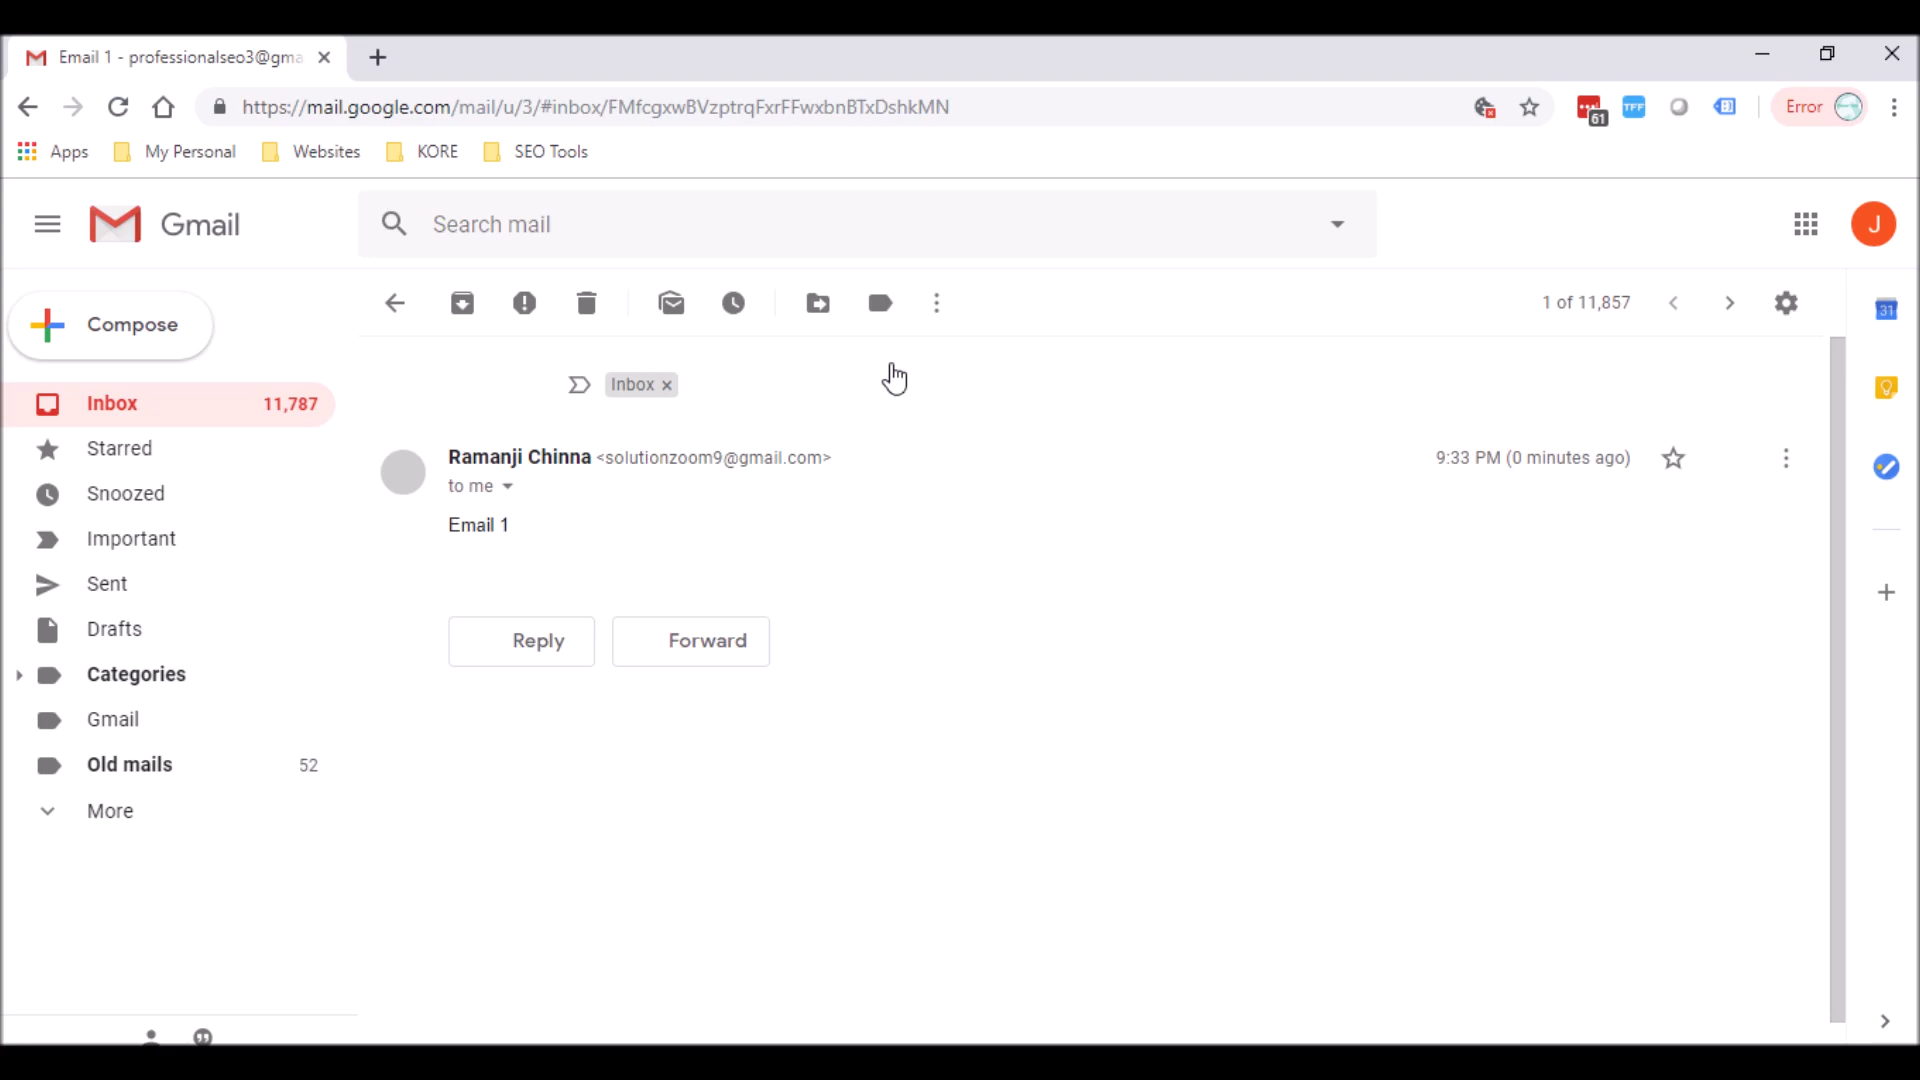 Email 1 - professionalseo3@gma
https://mail.google.com/mail/u/3/#inbox/FMfcgxwBVzptrqFxrFFwxbnBTxDshkMN
61
TFF
Error
Apps
My Personal
Websites
KORE
SEO Tools
Gmail
Search mail
J
Compose
1 of 11,857
31
Inbox 11,787
Starred
Snoozed
Important
Sent
Drafts
Categories
Gmail
Old mails 52
More
Inbox x
Ramanji Chinna <solutionzoom9@gmail.com>
9:33 PM (0 minutes ago)
to me
Email 1
Reply
Forward